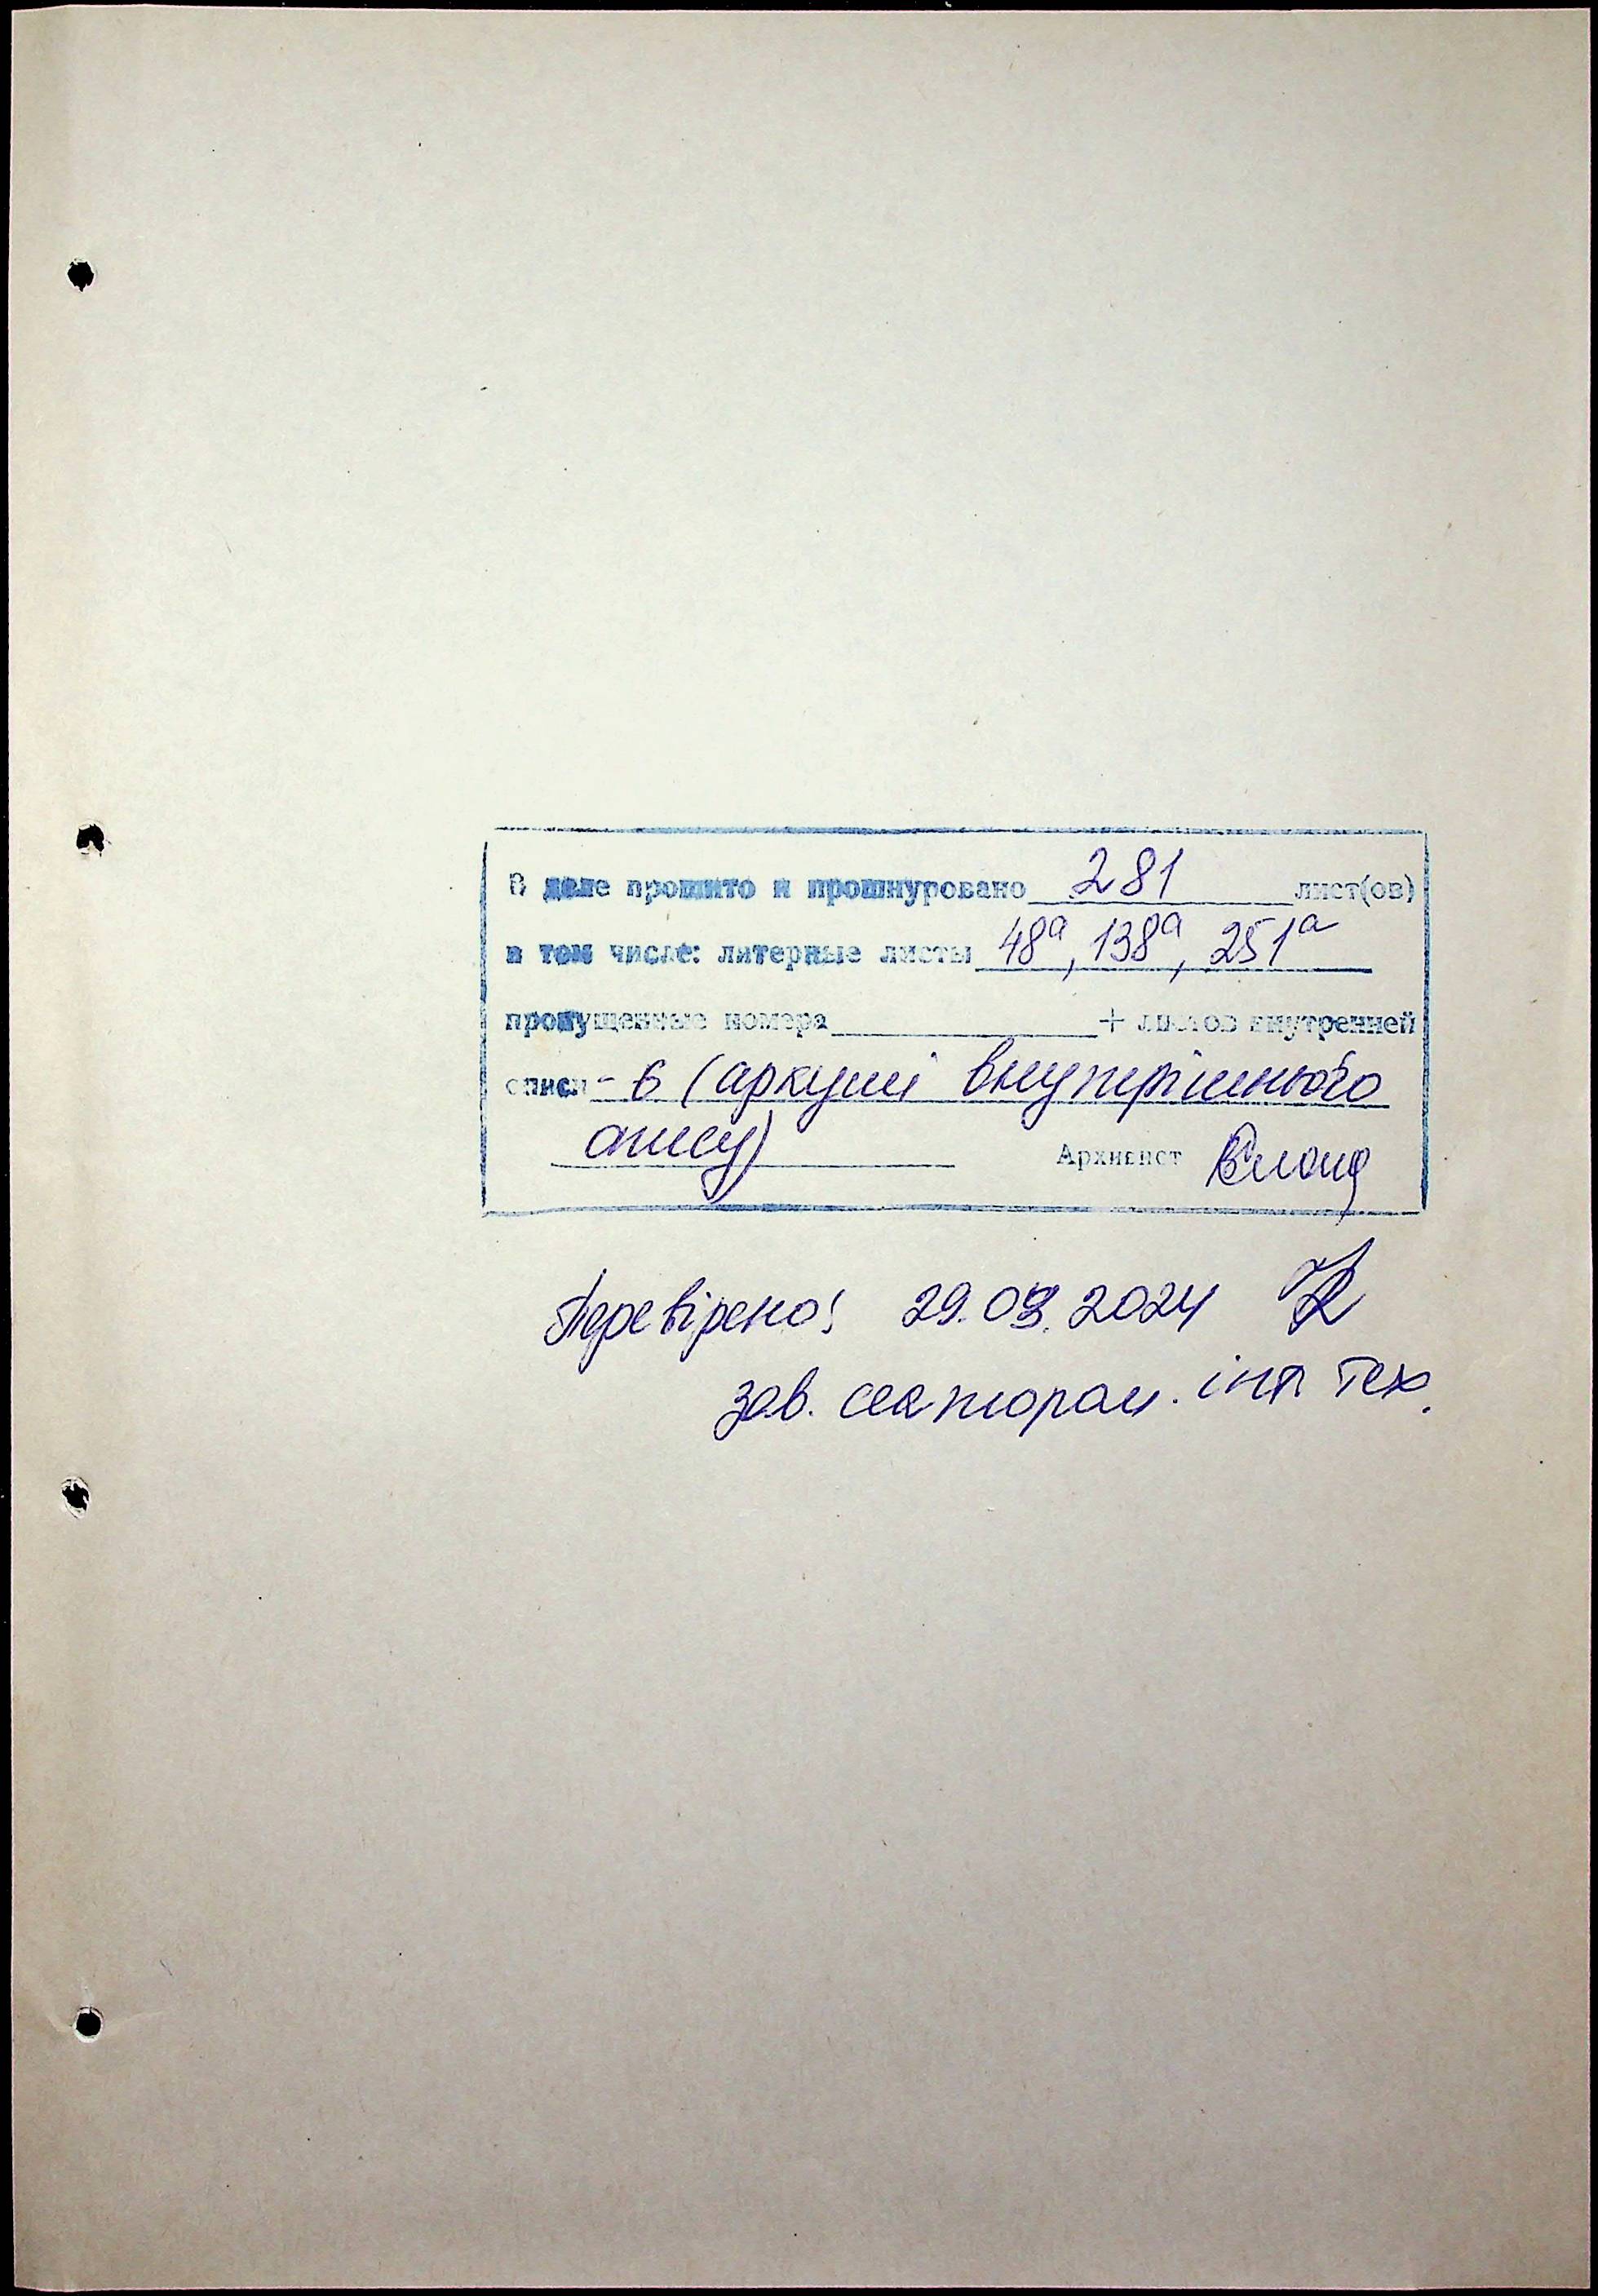 В деле прошито и прошнуровано 281 лист(ов)
в том числе: литерные листы 48а, 138а, 251а
пропущенные номера + листов внутренней
описи - 6 (аркуші внутрішнього
опису) Архивист
Перевірено! 29.08.2024
зав. сектором. інф тех.